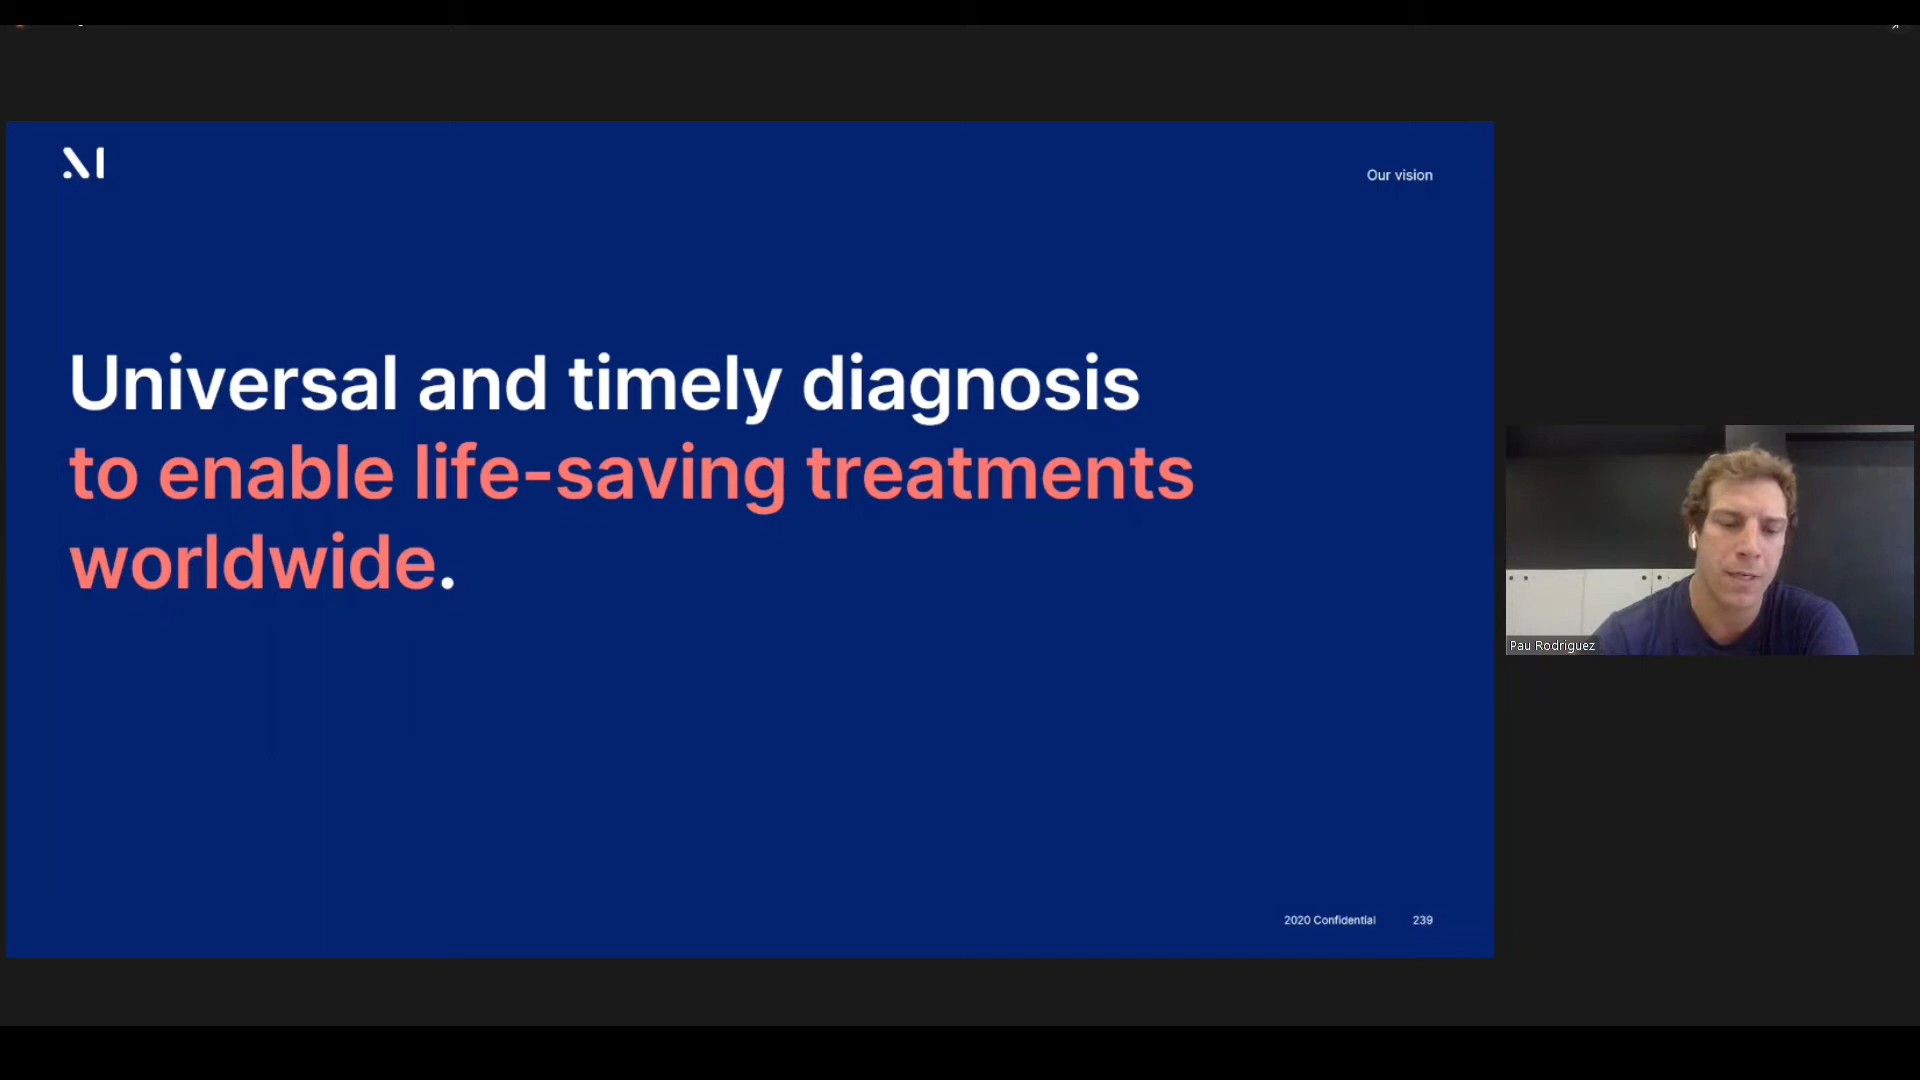 Our vision
Universal and timely diagnosis
to enable life-saving treatments
worldwide.
Pau Rodriguez
2020 Confidential 239